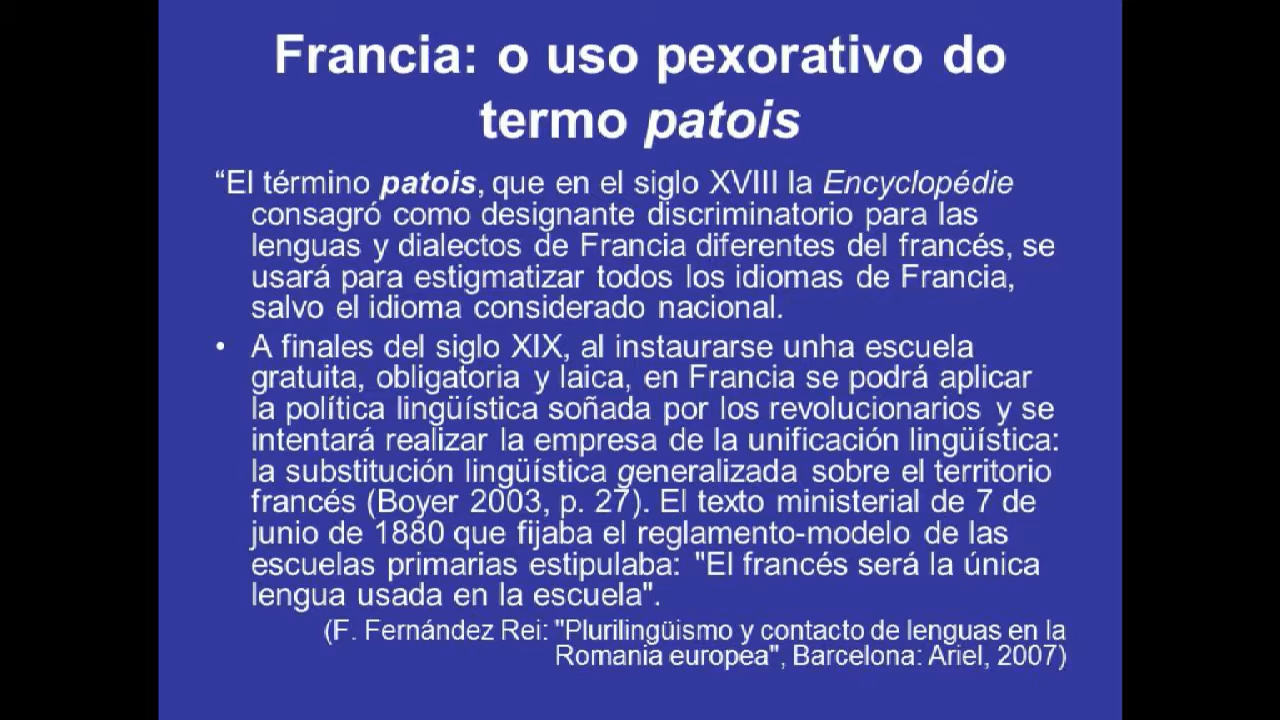 Francia: o uso pexorativo do
termo patois
“El término patois, que en el siglo XVIII la Encyclopédie
consagró como designante discriminatorio para las
lenguas y dialectos de Francia diferentes del francés, se
usará para estigmatizar todos los idiomas de Francia,
salvo el idioma considerado nacional.
• A finales del siglo XIX, al instaurarse unha escuela
gratuita, obligatoria y laica, en Francia se podrá aplicar
la política lingüística soñada por los revolucionarios y se
intentará realizar la empresa de la unificación lingüística:
la substitución lingüística generalizada sobre el territorio
francés (Boyer 2003, p. 27). El texto ministerial de 7 de
junio de 1880 que fijaba el reglamento-modelo de las
escuelas primarias estipulaba: "El francés será la única
lengua usada en la escuela".
(F. Fernández Rei: "Plurilingüismo y contacto de lenguas en la
Romania europea", Barcelona: Ariel, 2007)